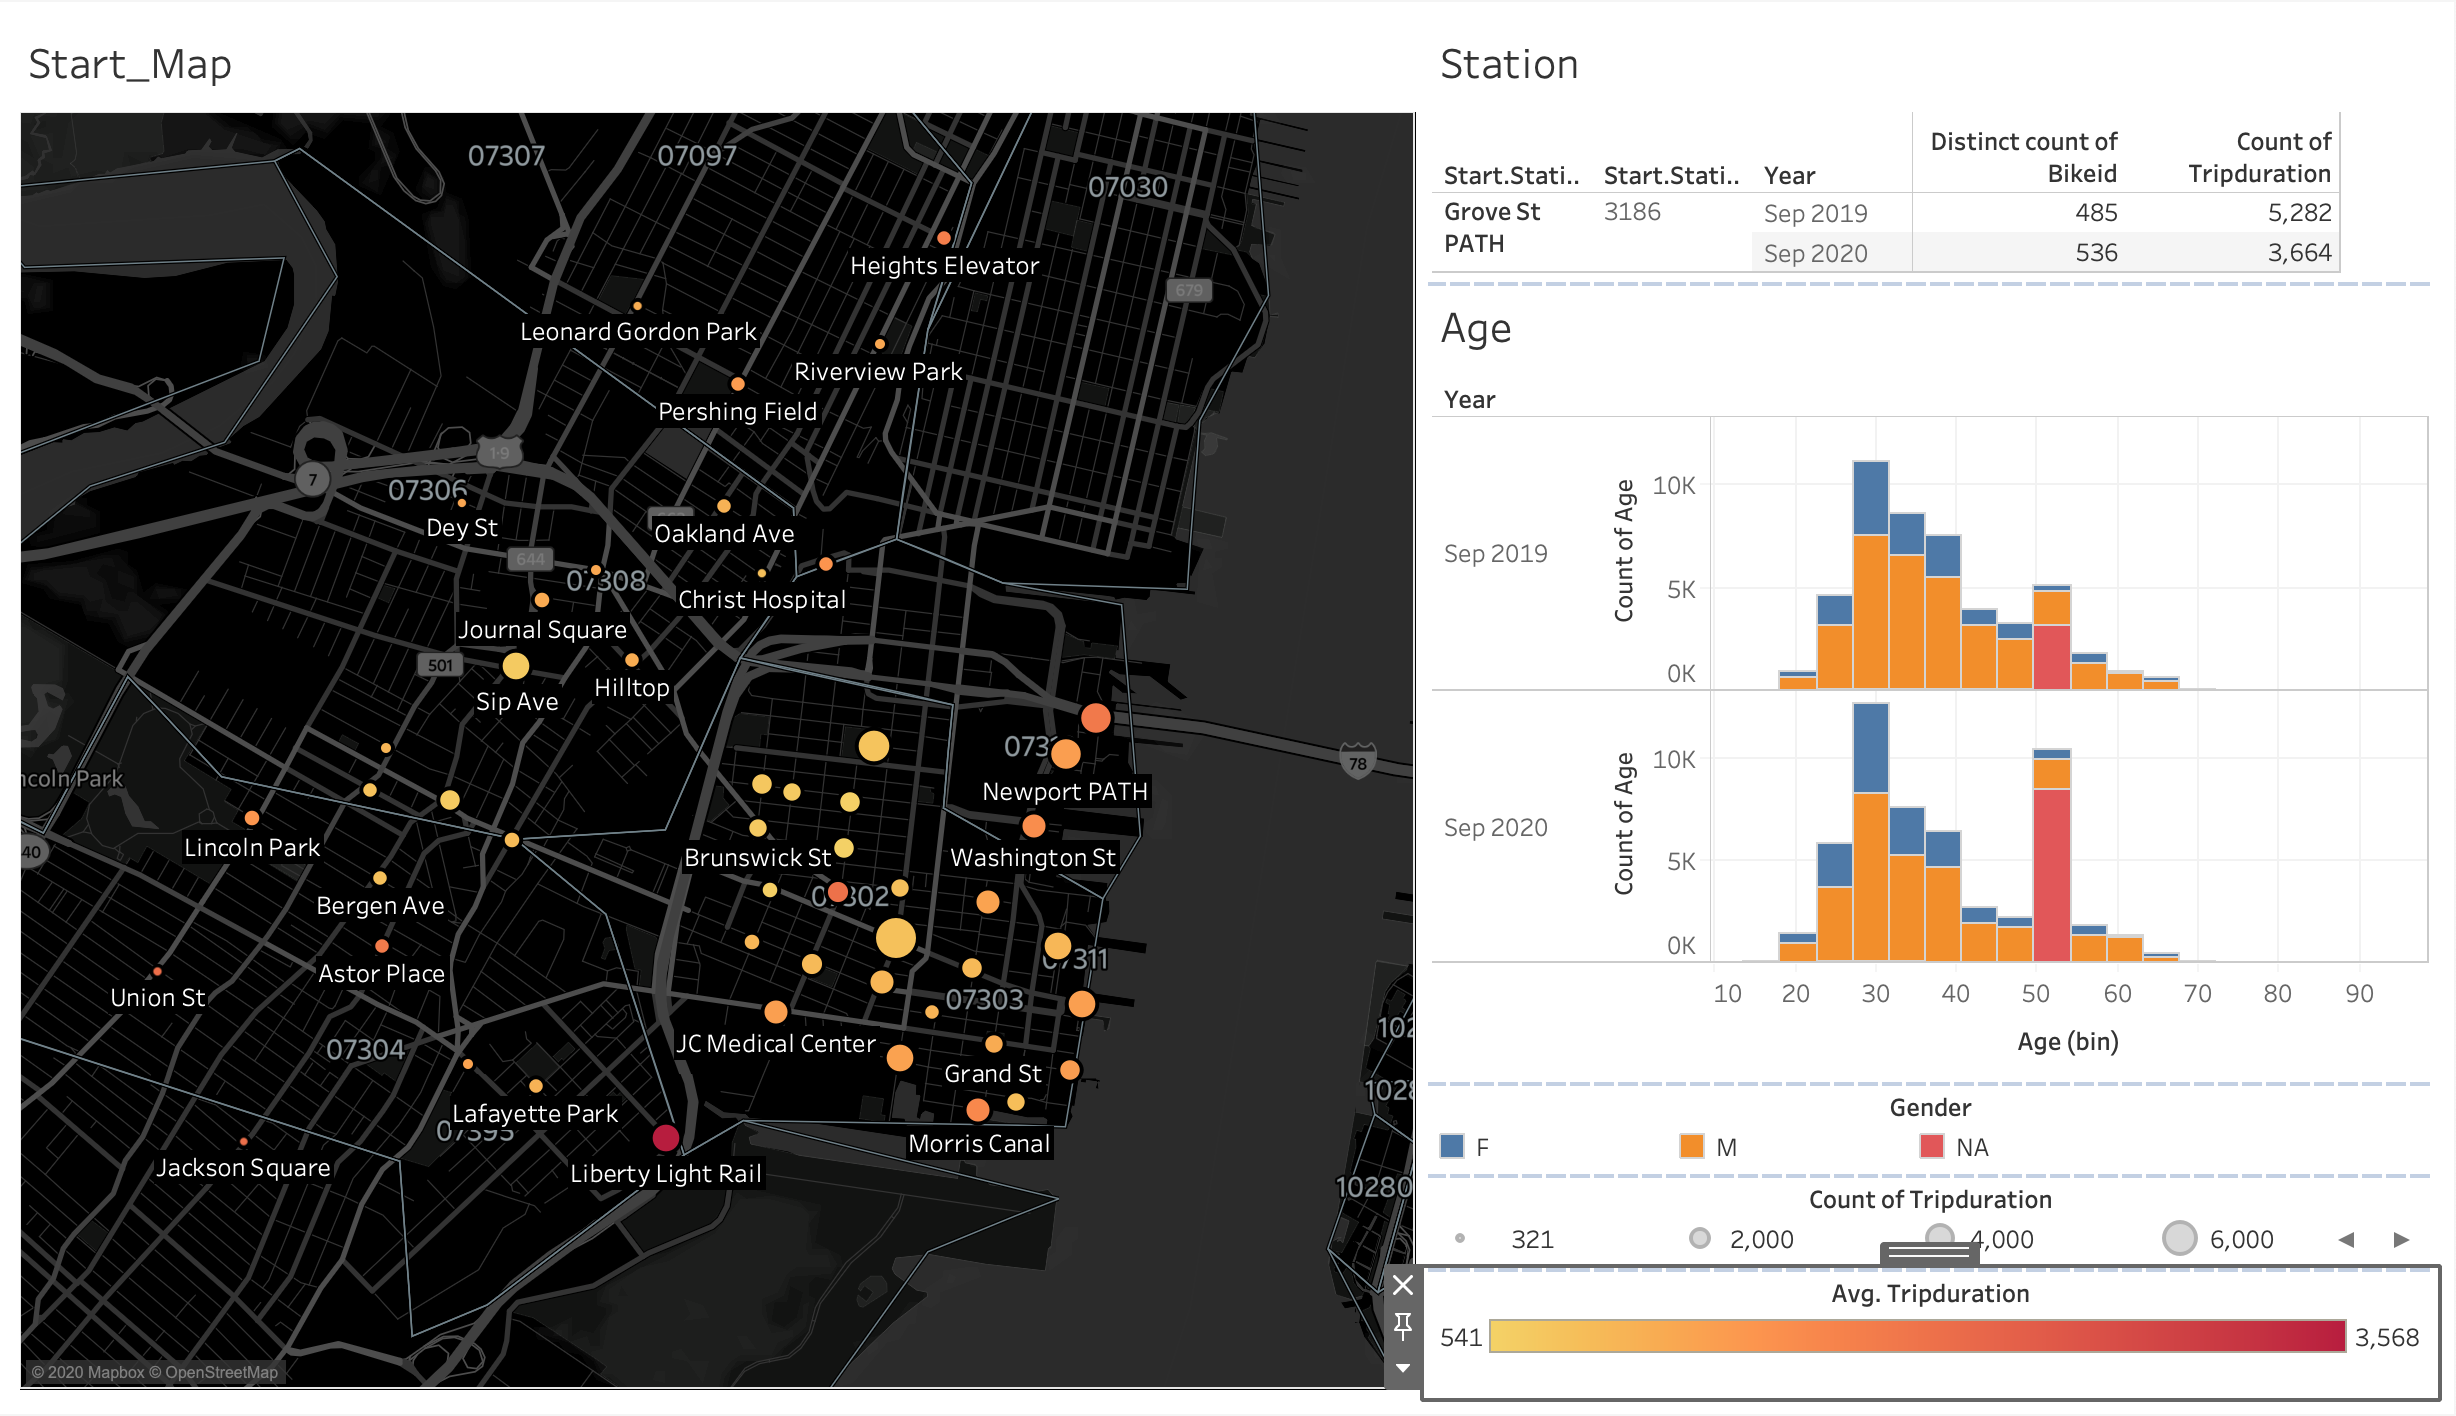 Start_Map
07307
07097
07030
Heights Elevator
679
Leonard Gordon Park
Riverview Park
Pershing Field
1-9
7
07306
Dey St
Oakland Ave
644
07308
Christ Hospital
Journal Square
501
Sip Ave
Hilltop
0731
78
Newport PATH
ncoln Park
Lincoln Park
40
Brunswick St
Washington St
07302
Bergen Ave
Astor Place
07311
Union St
07303
JC Medical Center
07304
Grand St
Lafayette Park
07395
Morris Canal
Jackson Square
Liberty Light Rail
102
1028
10280
© 2020 Mapbox © OpenStreetMap
Station
Start.Stati.. Start.Stati.. Year Distinct count of Bikeid Count of Tripduration
Grove St PATH 3186 Sep 2019 485 5,282
Sep 2020 536 3,664
Age
Year
Sep 2019
Count of Age
10K
5K
0K
Sep 2020
Count of Age
10K
5K
0K
10 20 30 40 50 60 70 80 90
Age (bin)
Gender
F M NA
Count of Tripduration
321 2,000 4,000 6,000
Avg. Tripduration
541 3,568